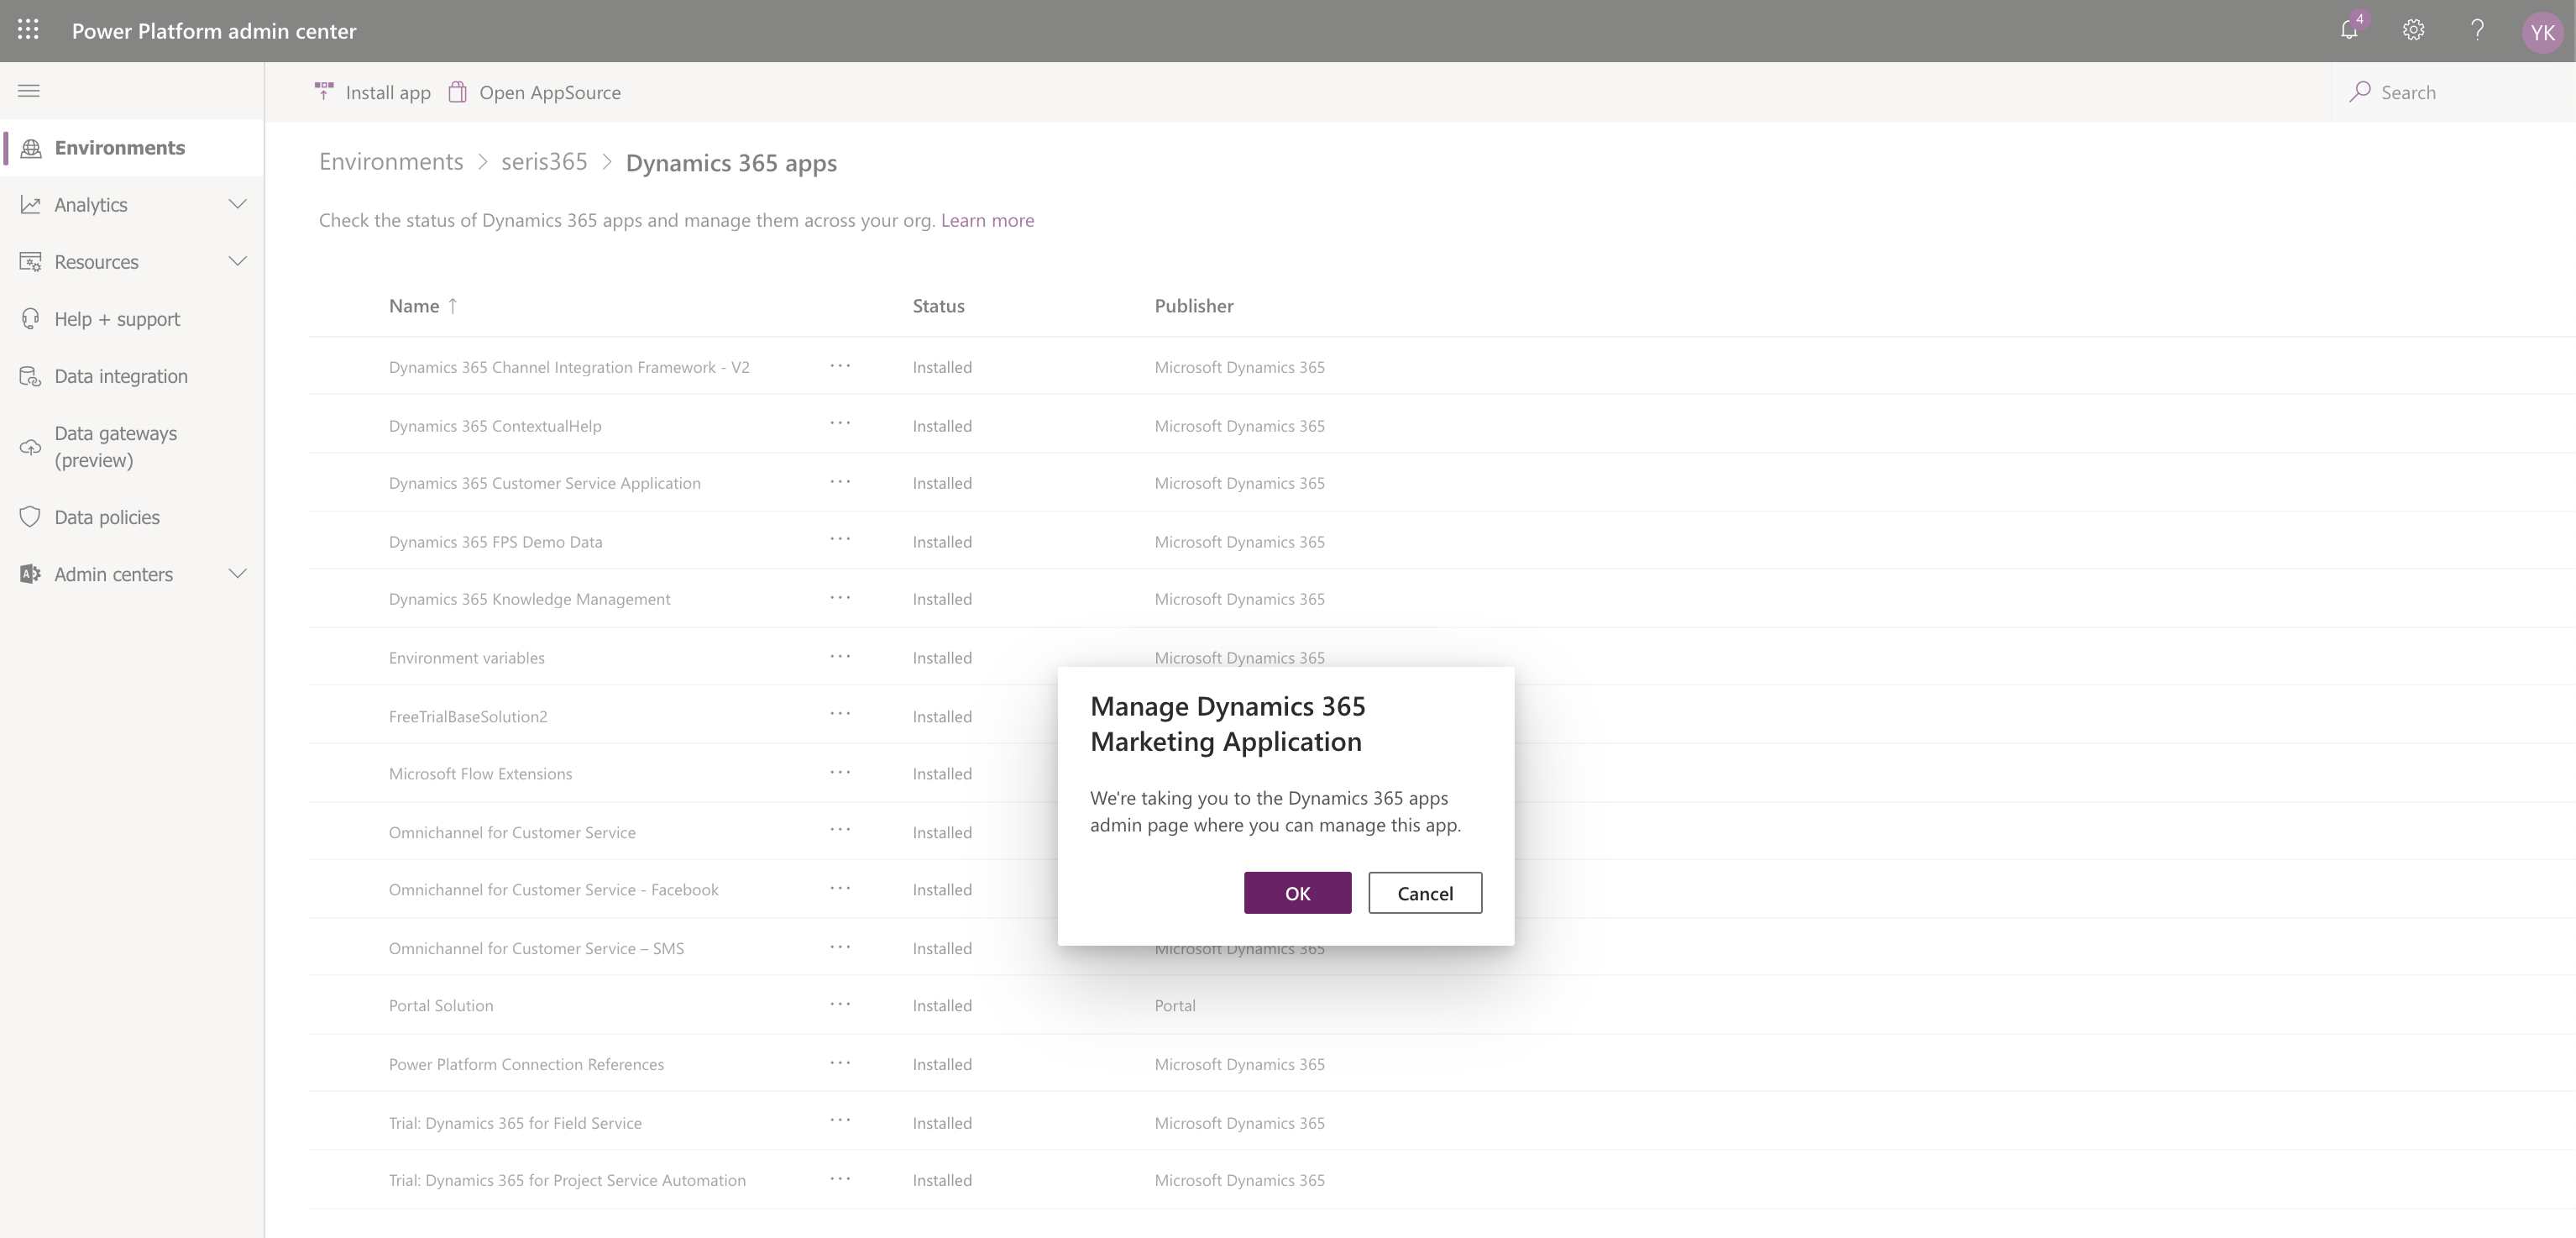 Power Platform admin center
4
YK
Install app
Open AppSource
Search
Environments
Analytics
Resources
Help + support
Data integration
Data gateways
(preview)
Data policies
Admin centers
Environments > seris365 > Dynamics 365 apps
Check the status of Dynamics 365 apps and manage them across your org. Learn more
Name ↑ Status Publisher
Dynamics 365 Channel Integration Framework - V2 ... Installed Microsoft Dynamics 365
Dynamics 365 ContextualHelp ... Installed Microsoft Dynamics 365
Dynamics 365 Customer Service Application ... Installed Microsoft Dynamics 365
Dynamics 365 FPS Demo Data ... Installed Microsoft Dynamics 365
Dynamics 365 Knowledge Management ... Installed Microsoft Dynamics 365
Environment variables ... Installed Microsoft Dynamics 365
FreeTrialBaseSolution2 ... Installed
Microsoft Flow Extensions ... Installed
Omnichannel for Customer Service ... Installed
Omnichannel for Customer Service - Facebook ... Installed
Omnichannel for Customer Service – SMS ... Installed Microsoft Dynamics 365
Portal Solution ... Installed Portal
Power Platform Connection References ... Installed Microsoft Dynamics 365
Trial: Dynamics 365 for Field Service ... Installed Microsoft Dynamics 365
Trial: Dynamics 365 for Project Service Automation ... Installed Microsoft Dynamics 365
Manage Dynamics 365
Marketing Application
We're taking you to the Dynamics 365 apps
admin page where you can manage this app.
OK
Cancel